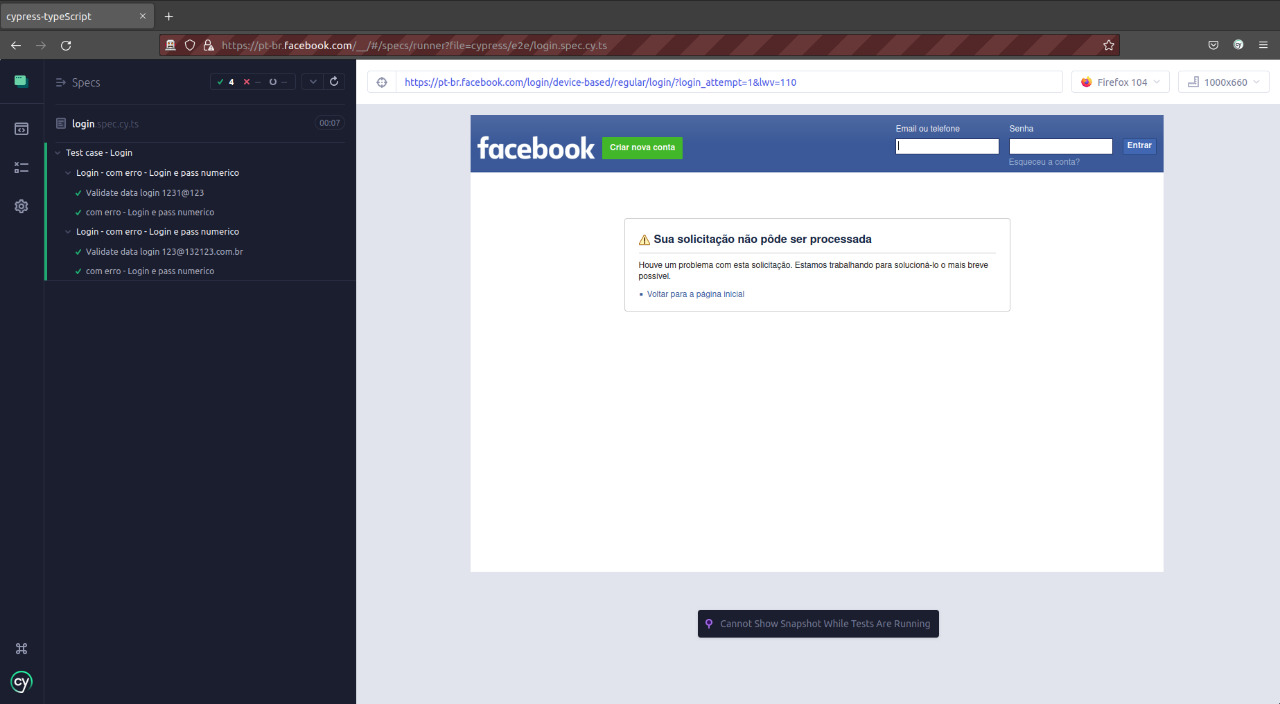 cypress-typeScript
https://pt-br.facebook.com/__/#/specs/runner?file=cypress/e2e/login.spec.cy.ts
Specs
4 -- --
https://pt-br.facebook.com/login/device-based/regular/login/?login_attempt=1&lwv=110
Firefox 104
1000x660
login.spec.cy.ts
00:07
Test case - Login
Login - com erro - Login e pass numerico
Validate data login 1231@123
com erro - Login e pass numerico
Login - com erro - Login e pass numerico
Validate data login 123@132123.com.br
com erro - Login e pass numerico
cy
facebook
Criar nova conta
Email ou telefone
Senha
Entrar
Esqueceu a conta?
Sua solicitação não pôde ser processada
Houve um problema com esta solicitação. Estamos trabalhando para solucioná-lo o mais breve
possível.
Voltar para a página inicial
Cannot Show Snapshot While Tests Are Running